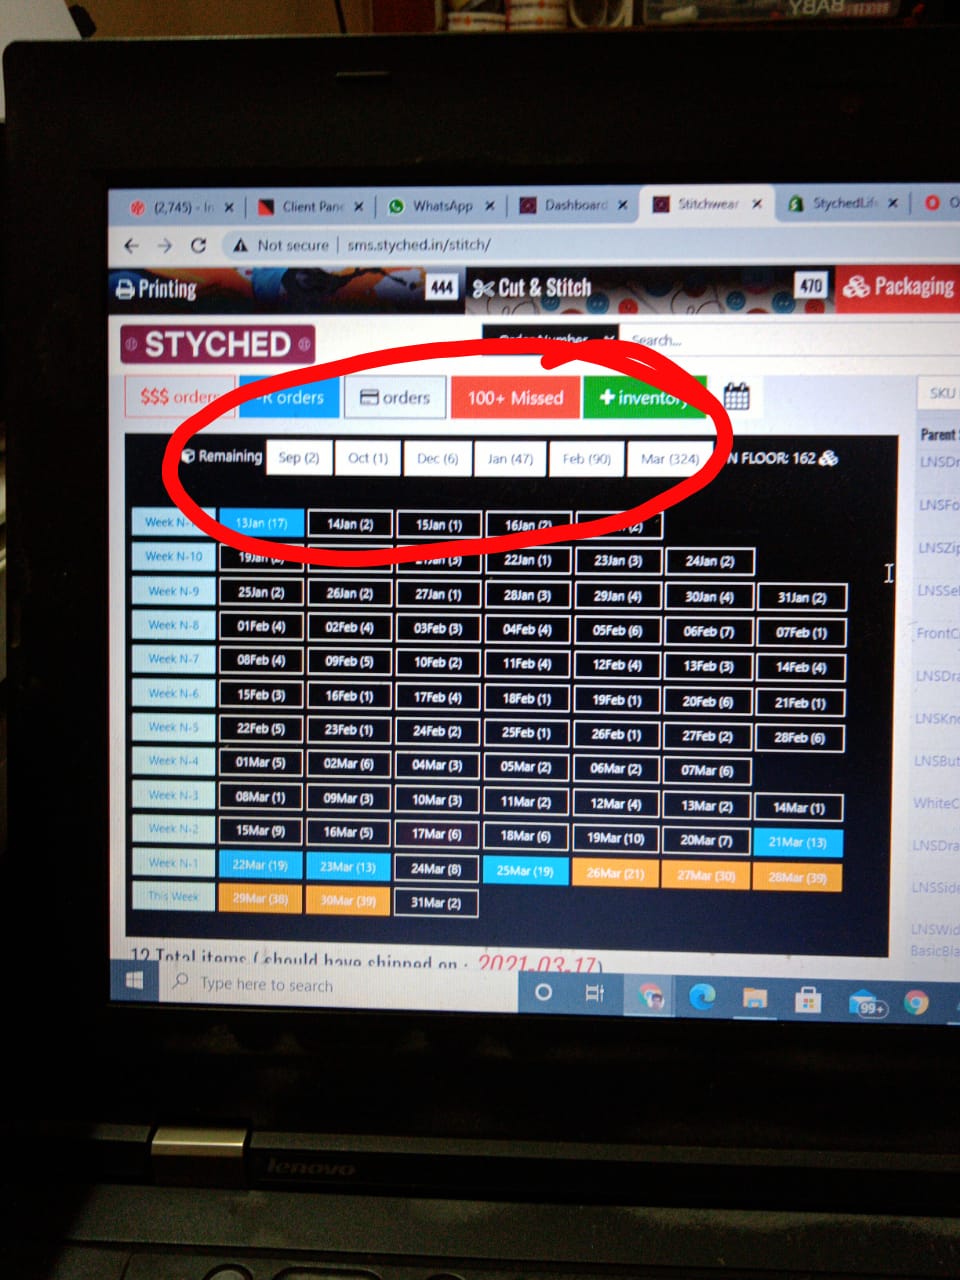 YBAB
(2,745) - In
Client Pane
WhatsApp
Dashboard
Stitchwear
StychedLif
Not secure | sms.styched.in/stitch/
Printing 444 Cut & Stitch 470 Packaging
STYCHED Search...
$$$ orders orders orders 100+ Missed + inventory SKU
Parent
Remaining Sep (2) Oct (1) Dec (6) Jan (47) Feb (90) Mar (324) N FLOOR: 162
LNSDr
LNSFo
Week N- 13Jan (17) 14Jan (2) 15Jan (1) 16Jan (2) (2)
LNSZip
Week N-10 19Jan 22Jan (1) 23Jan (3) 24Jan (2)
LNSSel
Week N-9 25Jan (2) 26Jan (2) 27Jan (1) 28Jan (3) 29Jan (4) 30Jan (4) 31Jan (2)
FrontC
Week N-8 01Feb (4) 02Feb (4) 03Feb (3) 04Feb (4) 05Feb (6) 06Feb (7) 07Feb (1)
LNSDra
Week N-7 08Feb (4) 09Feb (5) 10Feb (2) 11Feb (4) 12Feb (4) 13Feb (3) 14Feb (4)
LNSKno
Week N-6 15Feb (3) 16Feb (1) 17Feb (4) 18Feb (1) 19Feb (1) 20Feb (6) 21Feb (1)
LNSBut
Week N-5 22Feb (5) 23Feb (1) 24Feb (2) 25Feb (1) 26Feb (1) 27Feb (2) 28Feb (6)
WhiteC
Week N-4 01Mar (5) 02Mar (6) 04Mar (3) 05Mar (2) 06Mar (2) 07Mar (6)
LNSDra
Week N-3 08Mar (1) 09Mar (3) 10Mar (3) 11Mar (2) 12Mar (4) 13Mar (2) 14Mar (1)
LNSSide
Week N-2 15Mar (9) 16Mar (5) 17Mar (6) 18Mar (6) 19Mar (10) 20Mar (7) 21Mar (13)
LNSWid
Week N-1 22Mar (19) 23Mar (13) 24Mar (8) 25Mar (19) 26Mar (21) 27Mar (30) 28Mar (39)
BasicBla
This Week 29Mar (38) 30Mar (39) 31Mar (2)
12 Total items ( should have shipped on : 2021-03-17)
Type here to search
99+
lenovo